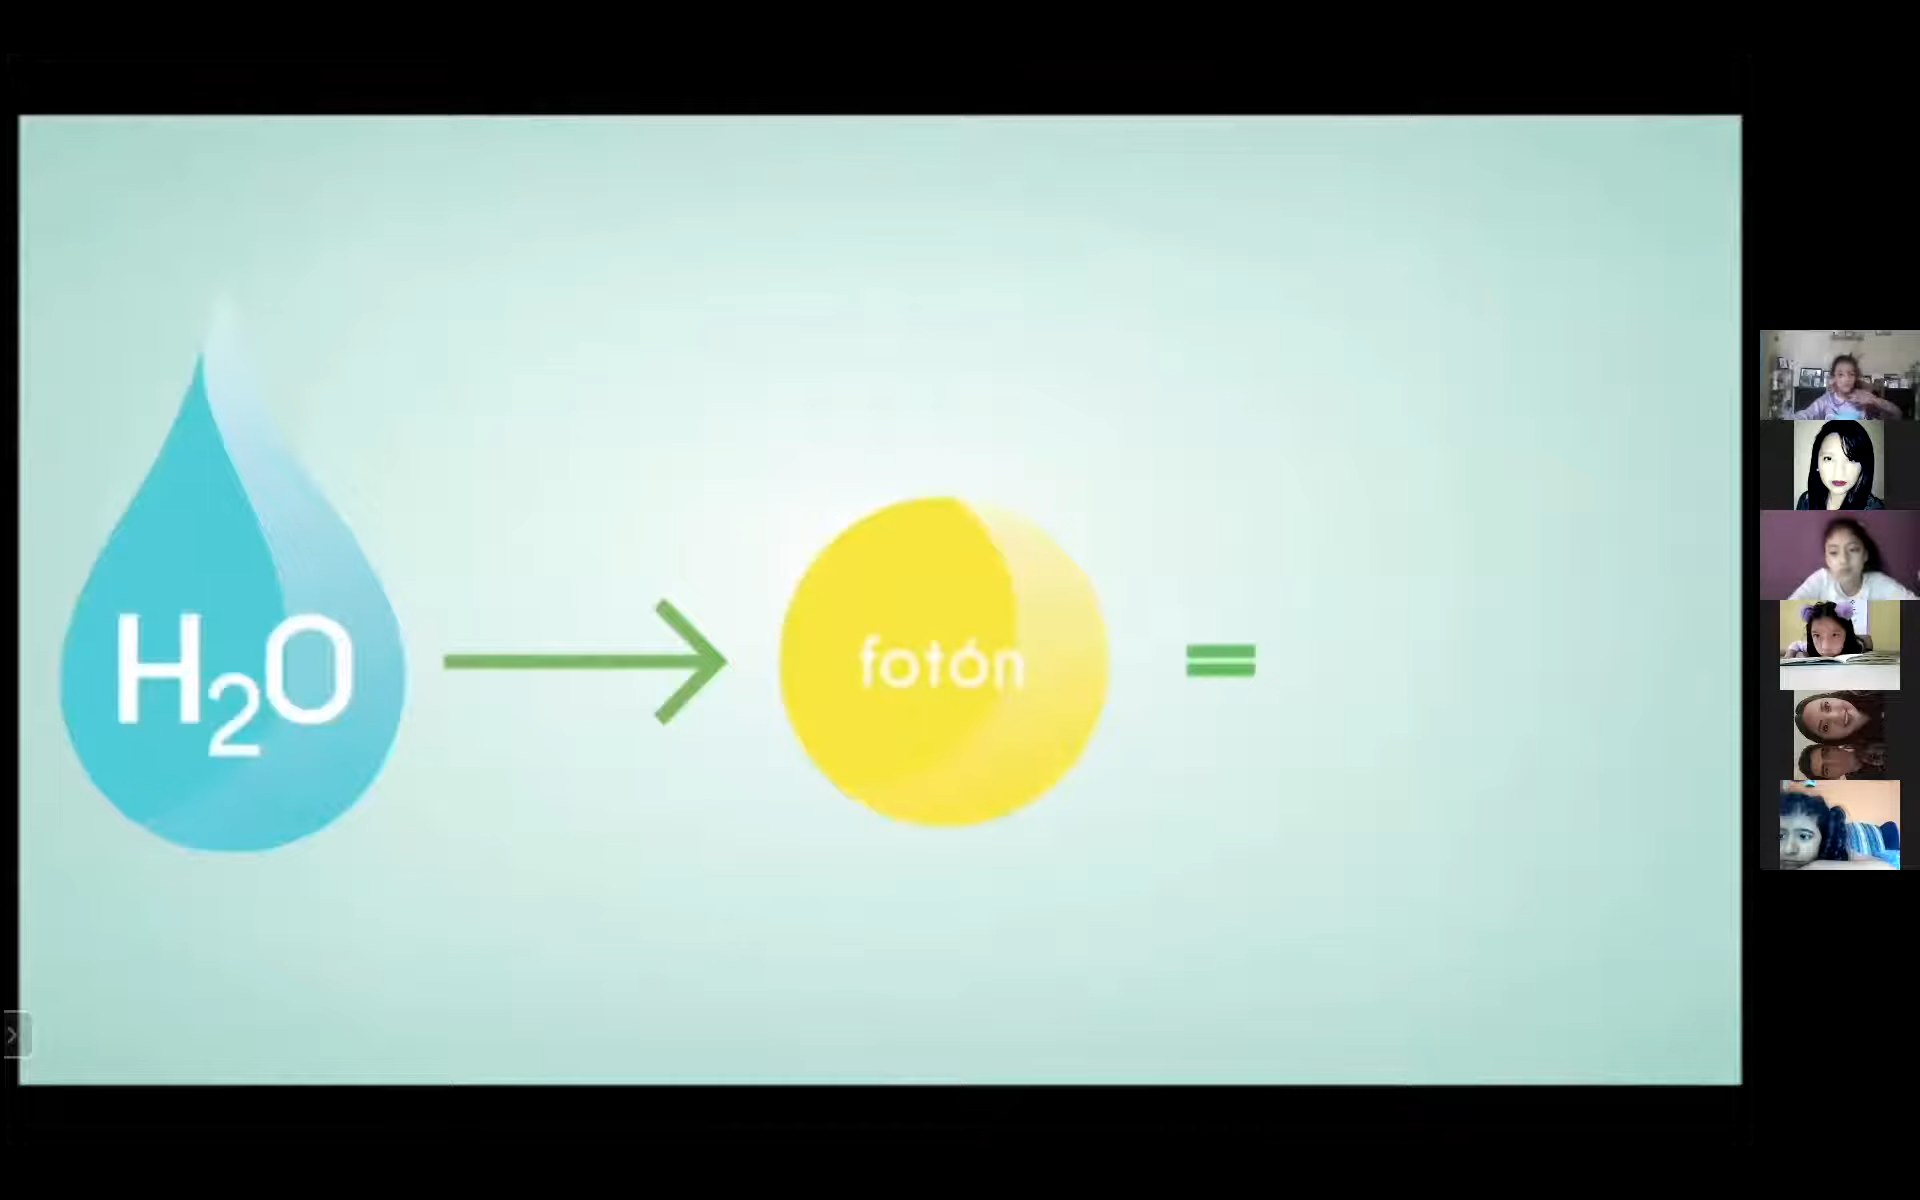 H₂O
fotón
=